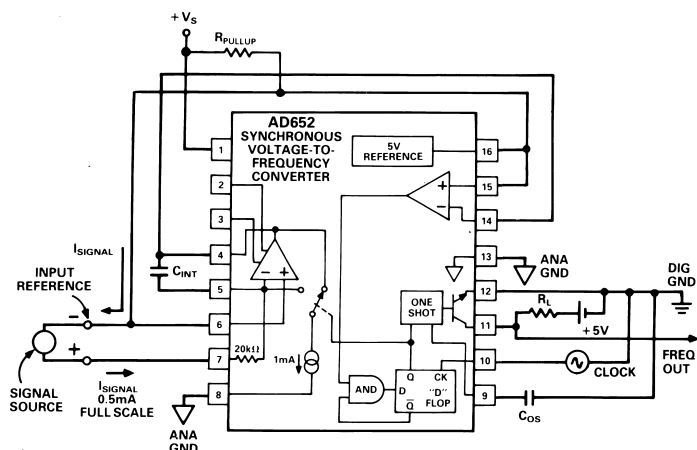 +VS
RPULLUP
AD652
SYNCHRONOUS
VOLTAGE-TO-
FREQUENCY
CONVERTER
5V
REFERENCE
1
2
3
4
5
6
7
8
16
15
14
13
12
11
10
9
+
−
−
+
ISIGNAL
INPUT
REFERENCE
CINT
−
+
SIGNAL
SOURCE
ISIGNAL
0.5mA
FULL SCALE
20kΩ
1mA
ANA
GND
ONE
SHOT
AND
D
Q
CK
"D"
FLOP
Q̅
ANA
GND
DIG
GND
RL
+5V
FREQ
OUT
CLOCK
COS